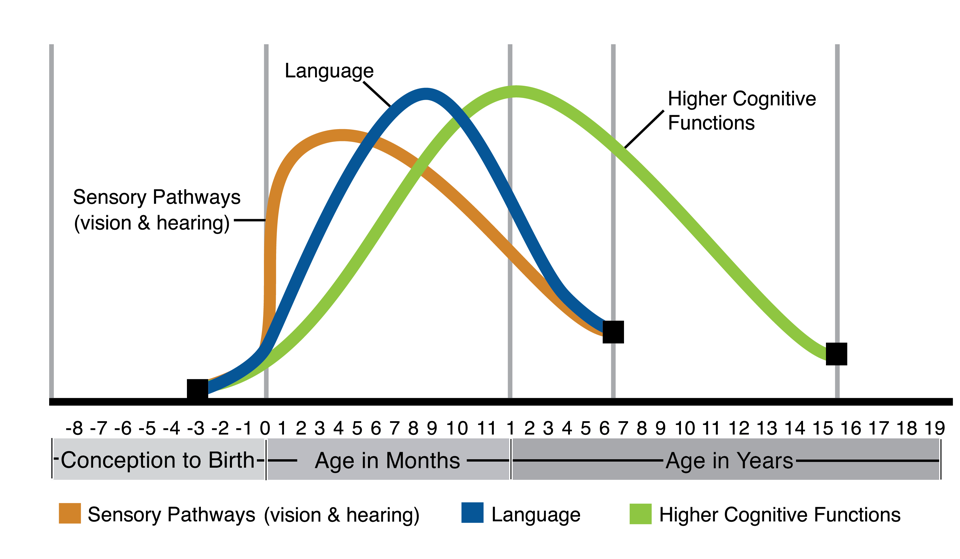 Language
Higher Cognitive
Functions
Sensory Pathways
(vision & hearing)
-8 -7 -6 -5 -4 -3 -2 -1 0 1 2 3 4 5 6 7 8 9 10 11 1 2 3 4 5 6 7 8 9 10 11 12 13 14 15 16 17 18 19
Conception to Birth Age in Months Age in Years
Sensory Pathways (vision & hearing) Language Higher Cognitive Functions